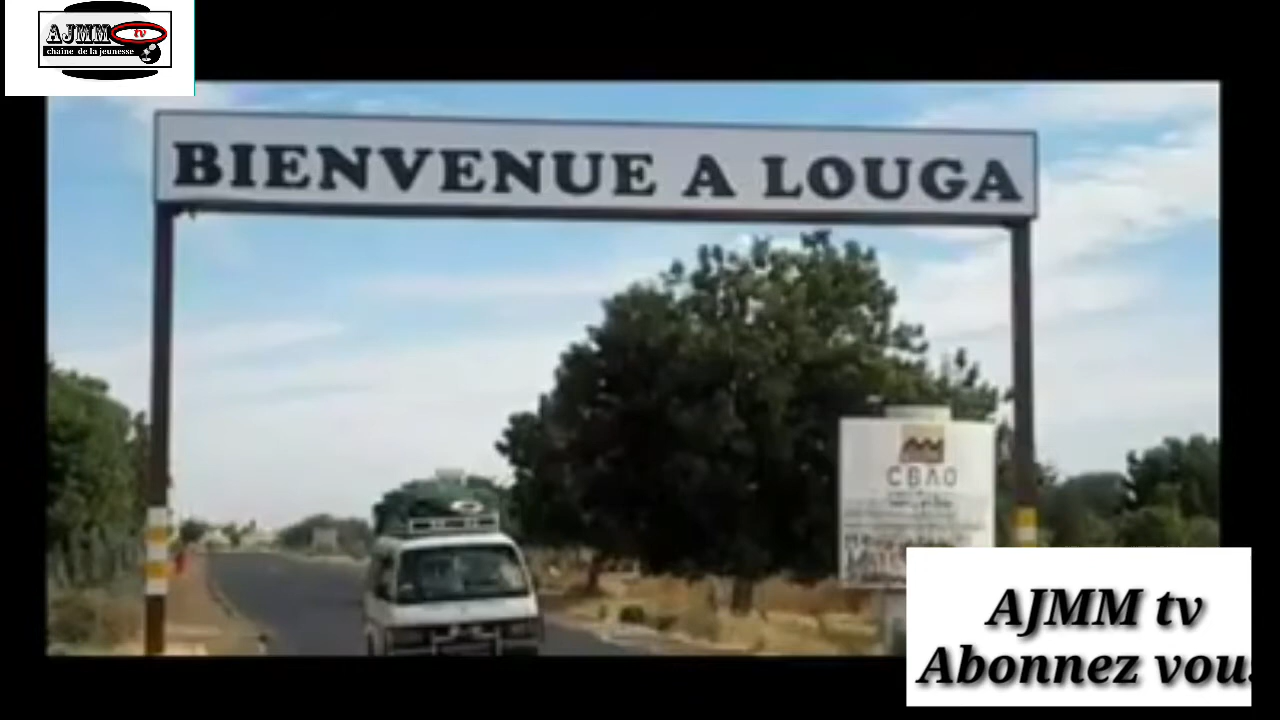 AJMM tv
chaine de la jeunesse
BIENVENUE A LOUGA
CBAO
AJMM tv
Abonnez vou